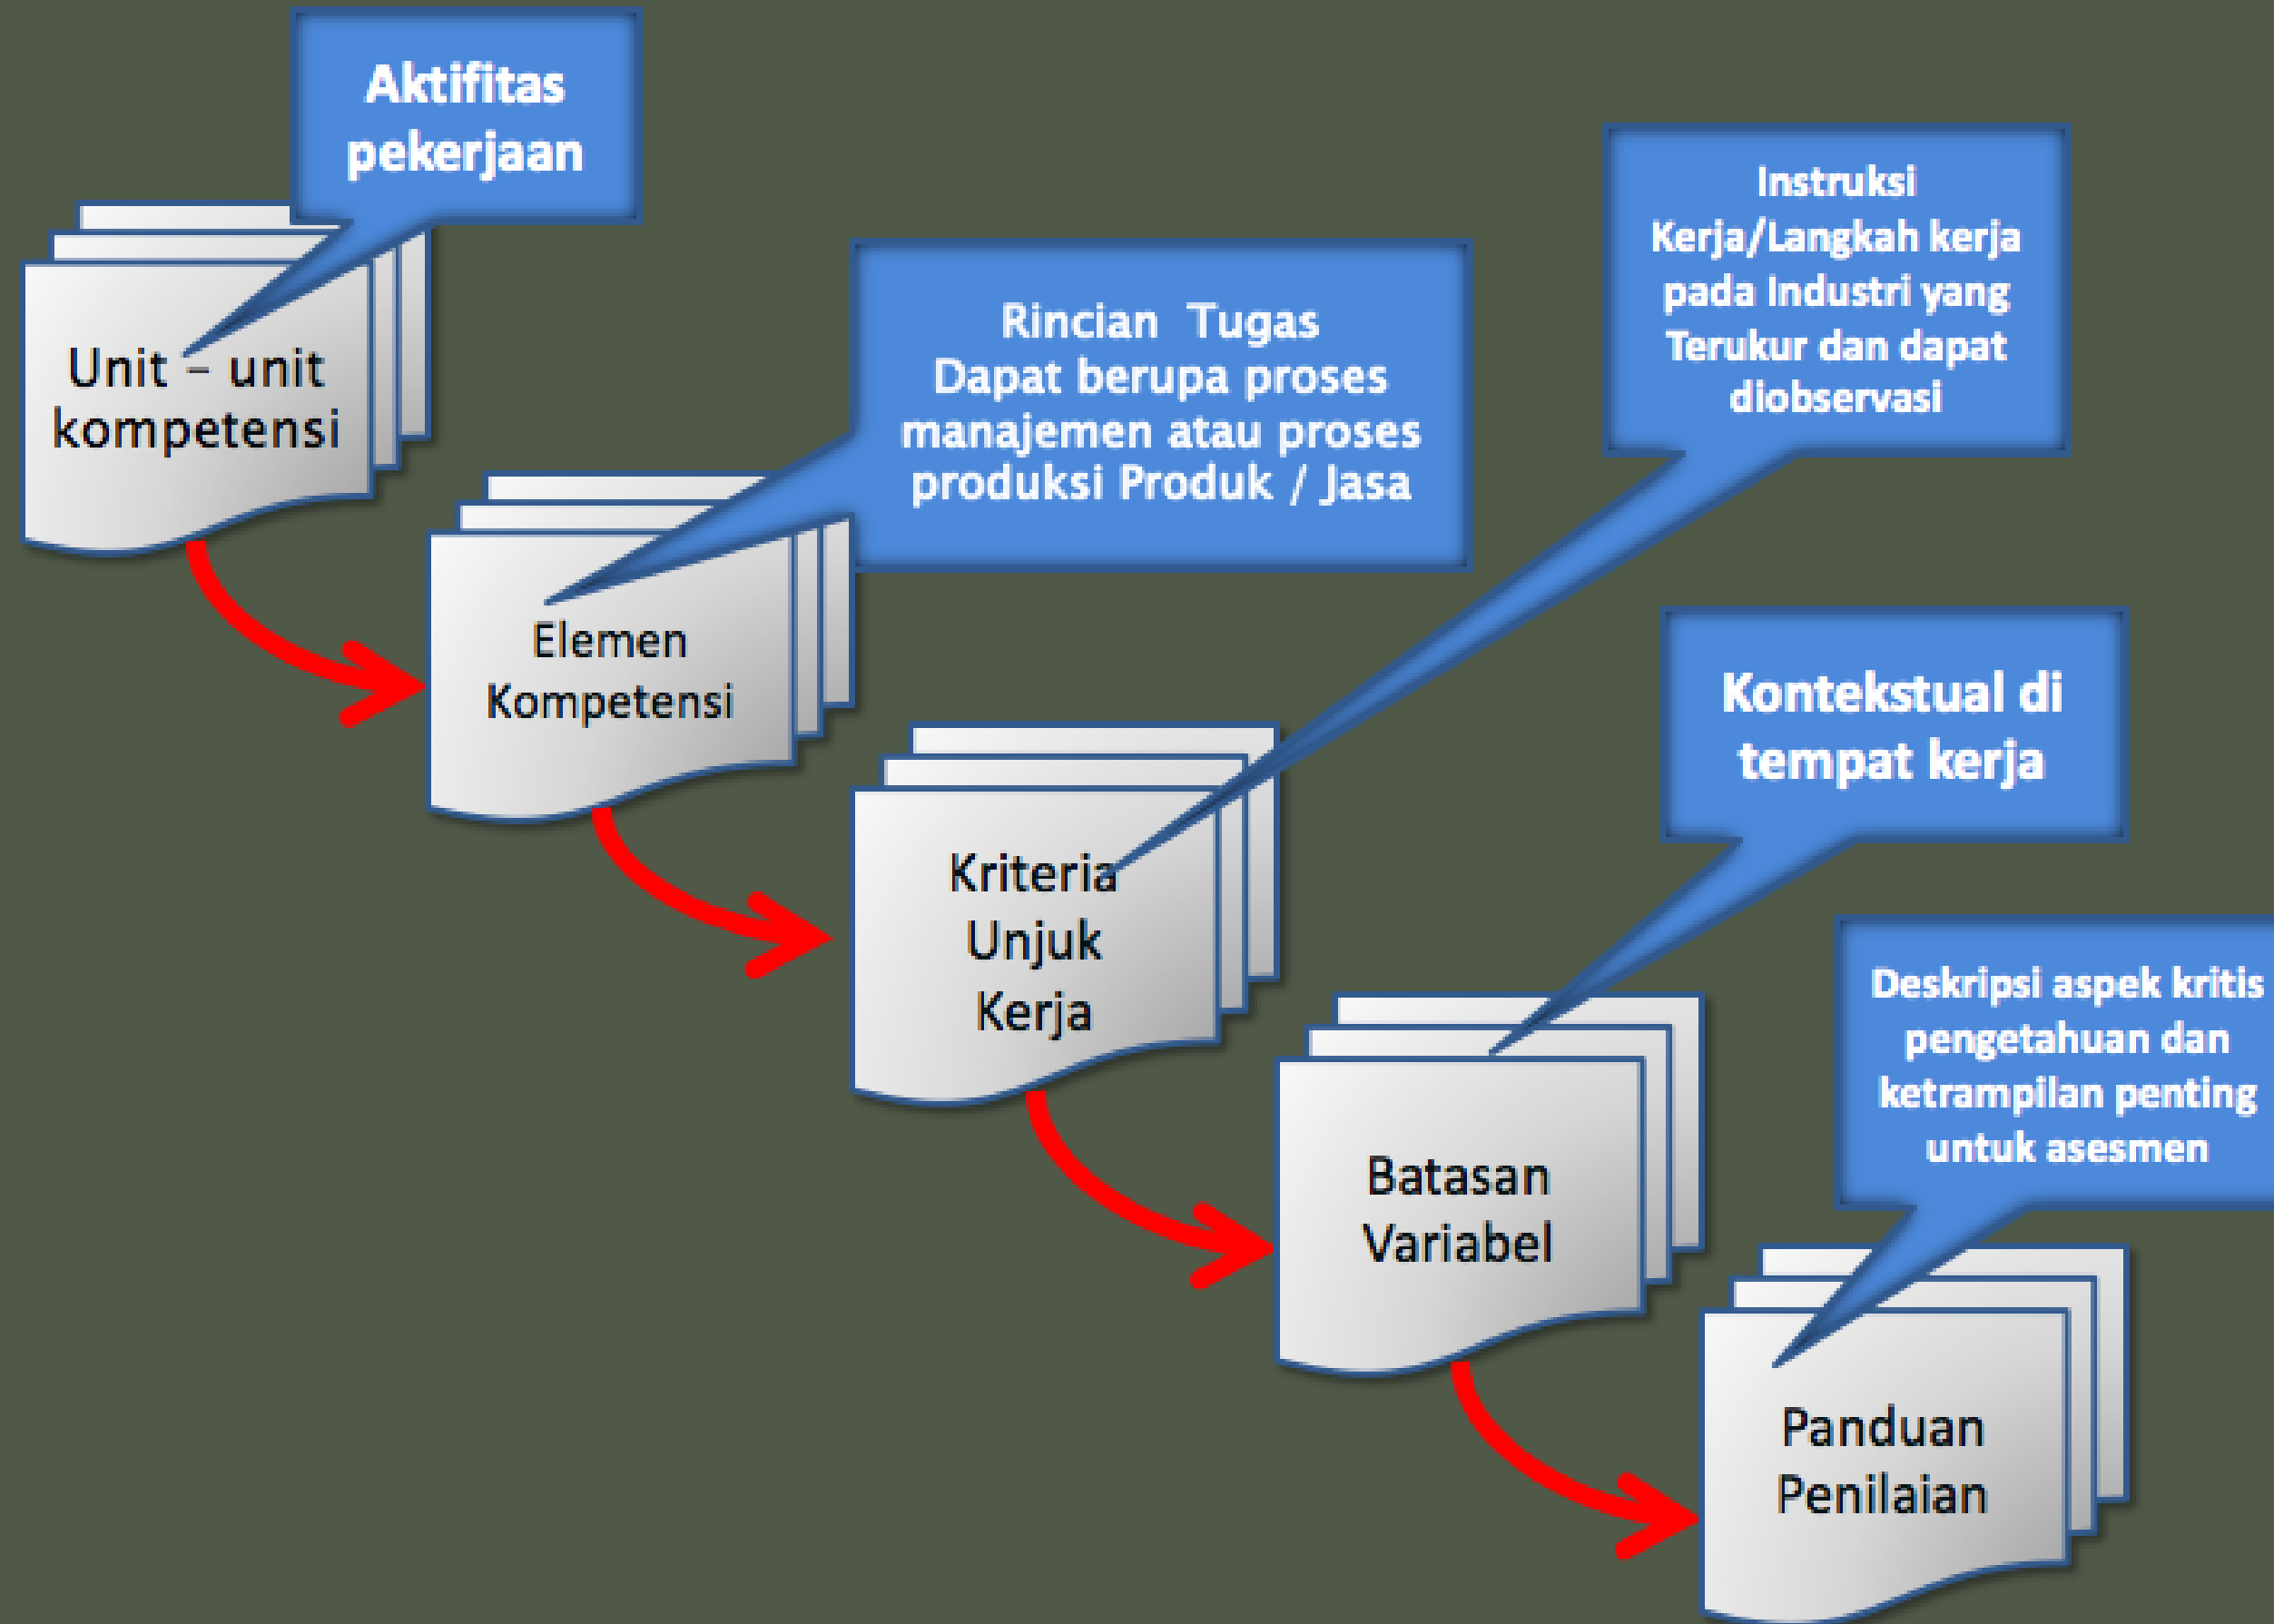 Aktifitas
pekerjaan
Unit – unit
kompetensi
Rincian Tugas
Dapat berupa proses
manajemen atau proses
produksi Produk / Jasa
Elemen
Kompetensi
Instruksi
Kerja/Langkah kerja
pada Industri yang
Terukur dan dapat
diobservasi
Kriteria
Unjuk
Kerja
Kontekstual di
tempat kerja
Batasan
Variabel
Deskripsi aspek kritis
pengetahuan dan
ketrampilan penting
untuk asesmen
Panduan
Penilaian